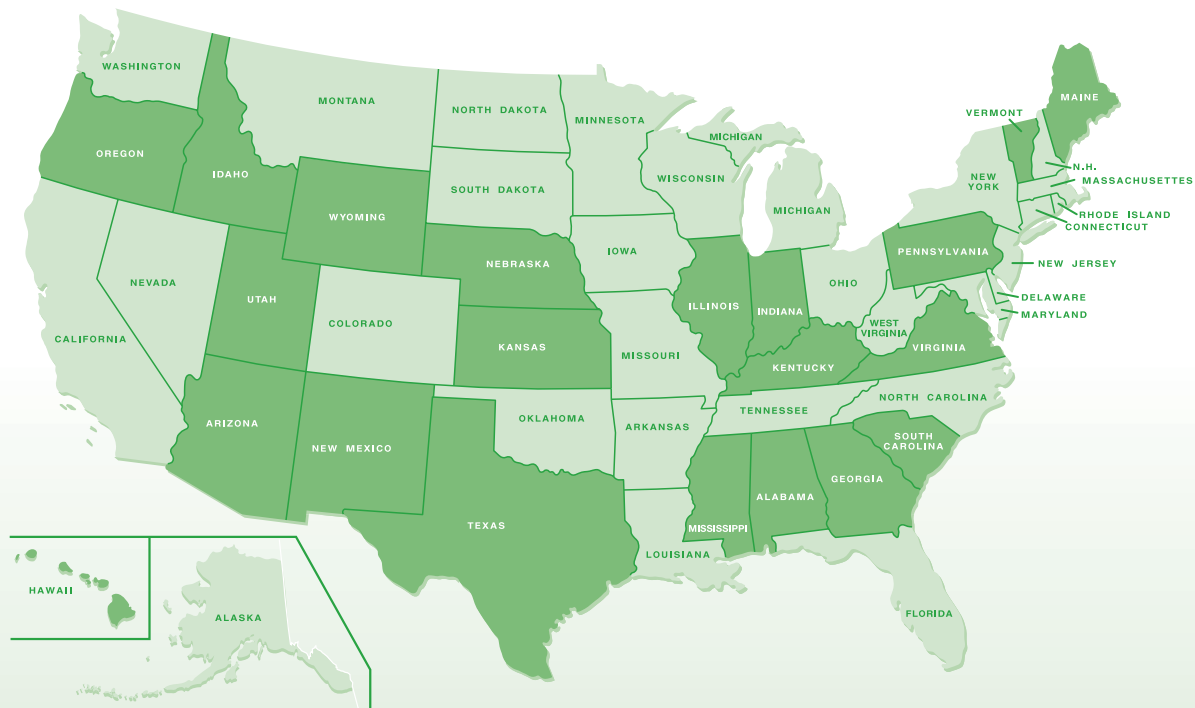 WASHINGTON
MONTANA
NORTH DAKOTA
MINNESOTA
MICHIGAN
VERMONT
MAINE
OREGON
IDAHO
WYOMING
SOUTH DAKOTA
WISCONSIN
MICHIGAN
NEW
YORK
N.H.
MASSACHUSETTES
RHODE ISLAND
CONNECTICUT
NEVADA
UTAH
COLORADO
NEBRASKA
IOWA
ILLINOIS
INDIANA
OHIO
PENNSYLVANIA
NEW JERSEY
DELAWARE
MARYLAND
CALIFORNIA
KANSAS
MISSOURI
KENTUCKY
WEST
VIRGINIA
VIRGINIA
ARIZONA
NEW MEXICO
OKLAHOMA
ARKANSAS
TENNESSEE
NORTH CAROLINA
SOUTH
CAROLINA
TEXAS
LOUISIANA
MISSISSIPPI
ALABAMA
GEORGIA
FLORIDA
HAWAII
ALASKA